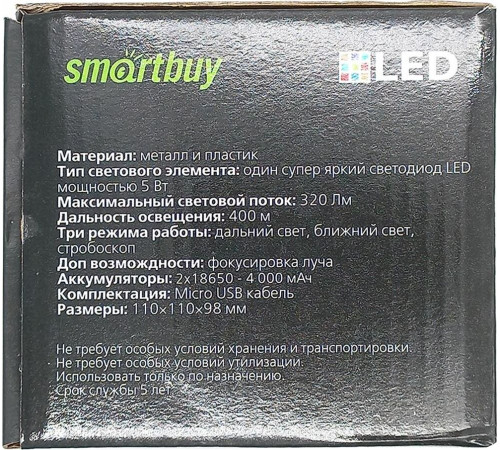 smartbuy
LED
Материал: металл и пластик
Тип светового элемента: один супер яркий светодиод LED
мощностью 5 Вт
Максимальный световой поток: 320 Лм
Дальность освещения: 400 м
Три режима работы: дальний свет, ближний свет,
стробоскоп
Доп возможности: фокусировка луча
Аккумуляторы: 2x18650 - 4 000 мАч
Комплектация: Micro USB кабель
Размеры: 110×110×98 мм
Не требует особых условий хранения и транспортировки.
Не требует особых условий утилизации.
Использовать только по назначению.
Срок службы 5 лет.